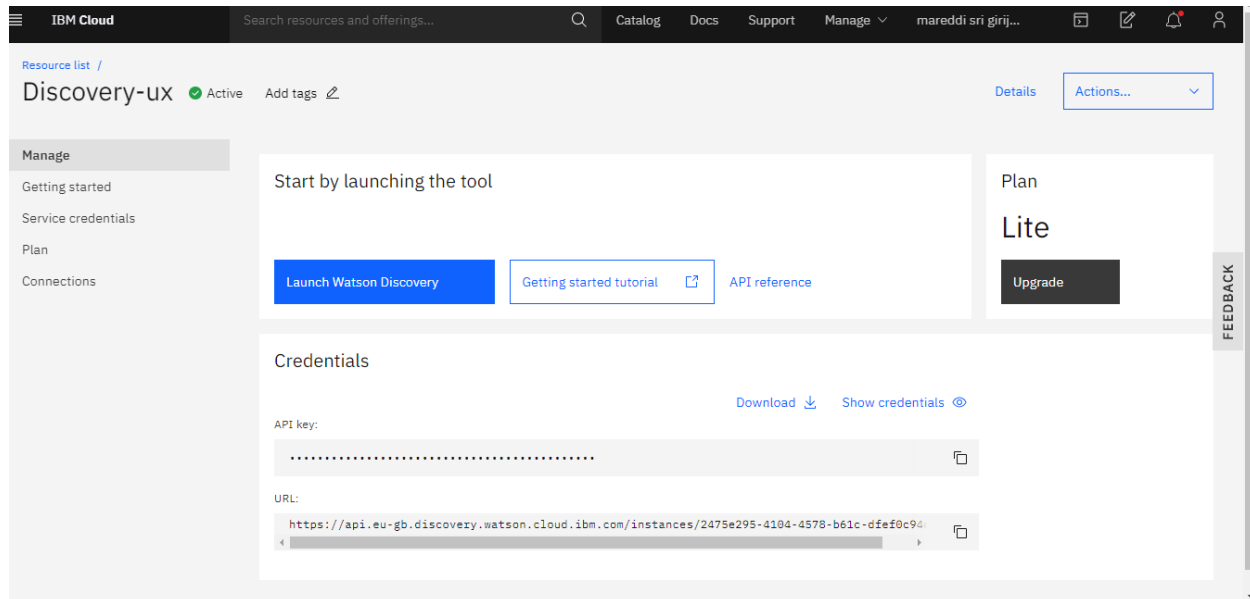 IBM Cloud Search resources and offerings... Catalog Docs Support Manage mareddi sri girij...
Resource list /
Discovery-ux Active Add tags Details Actions...
Manage
Getting started
Service credentials
Plan
Connections
Start by launching the tool
Launch Watson Discovery Getting started tutorial API reference
Plan
Lite
Upgrade
FEEDBACK
Credentials
Download Show credentials
API key:
............................................
URL:
https://api.eu-gb.discovery.watson.cloud.ibm.com/instances/2475e295-4104-4578-b61c-dfef0c94